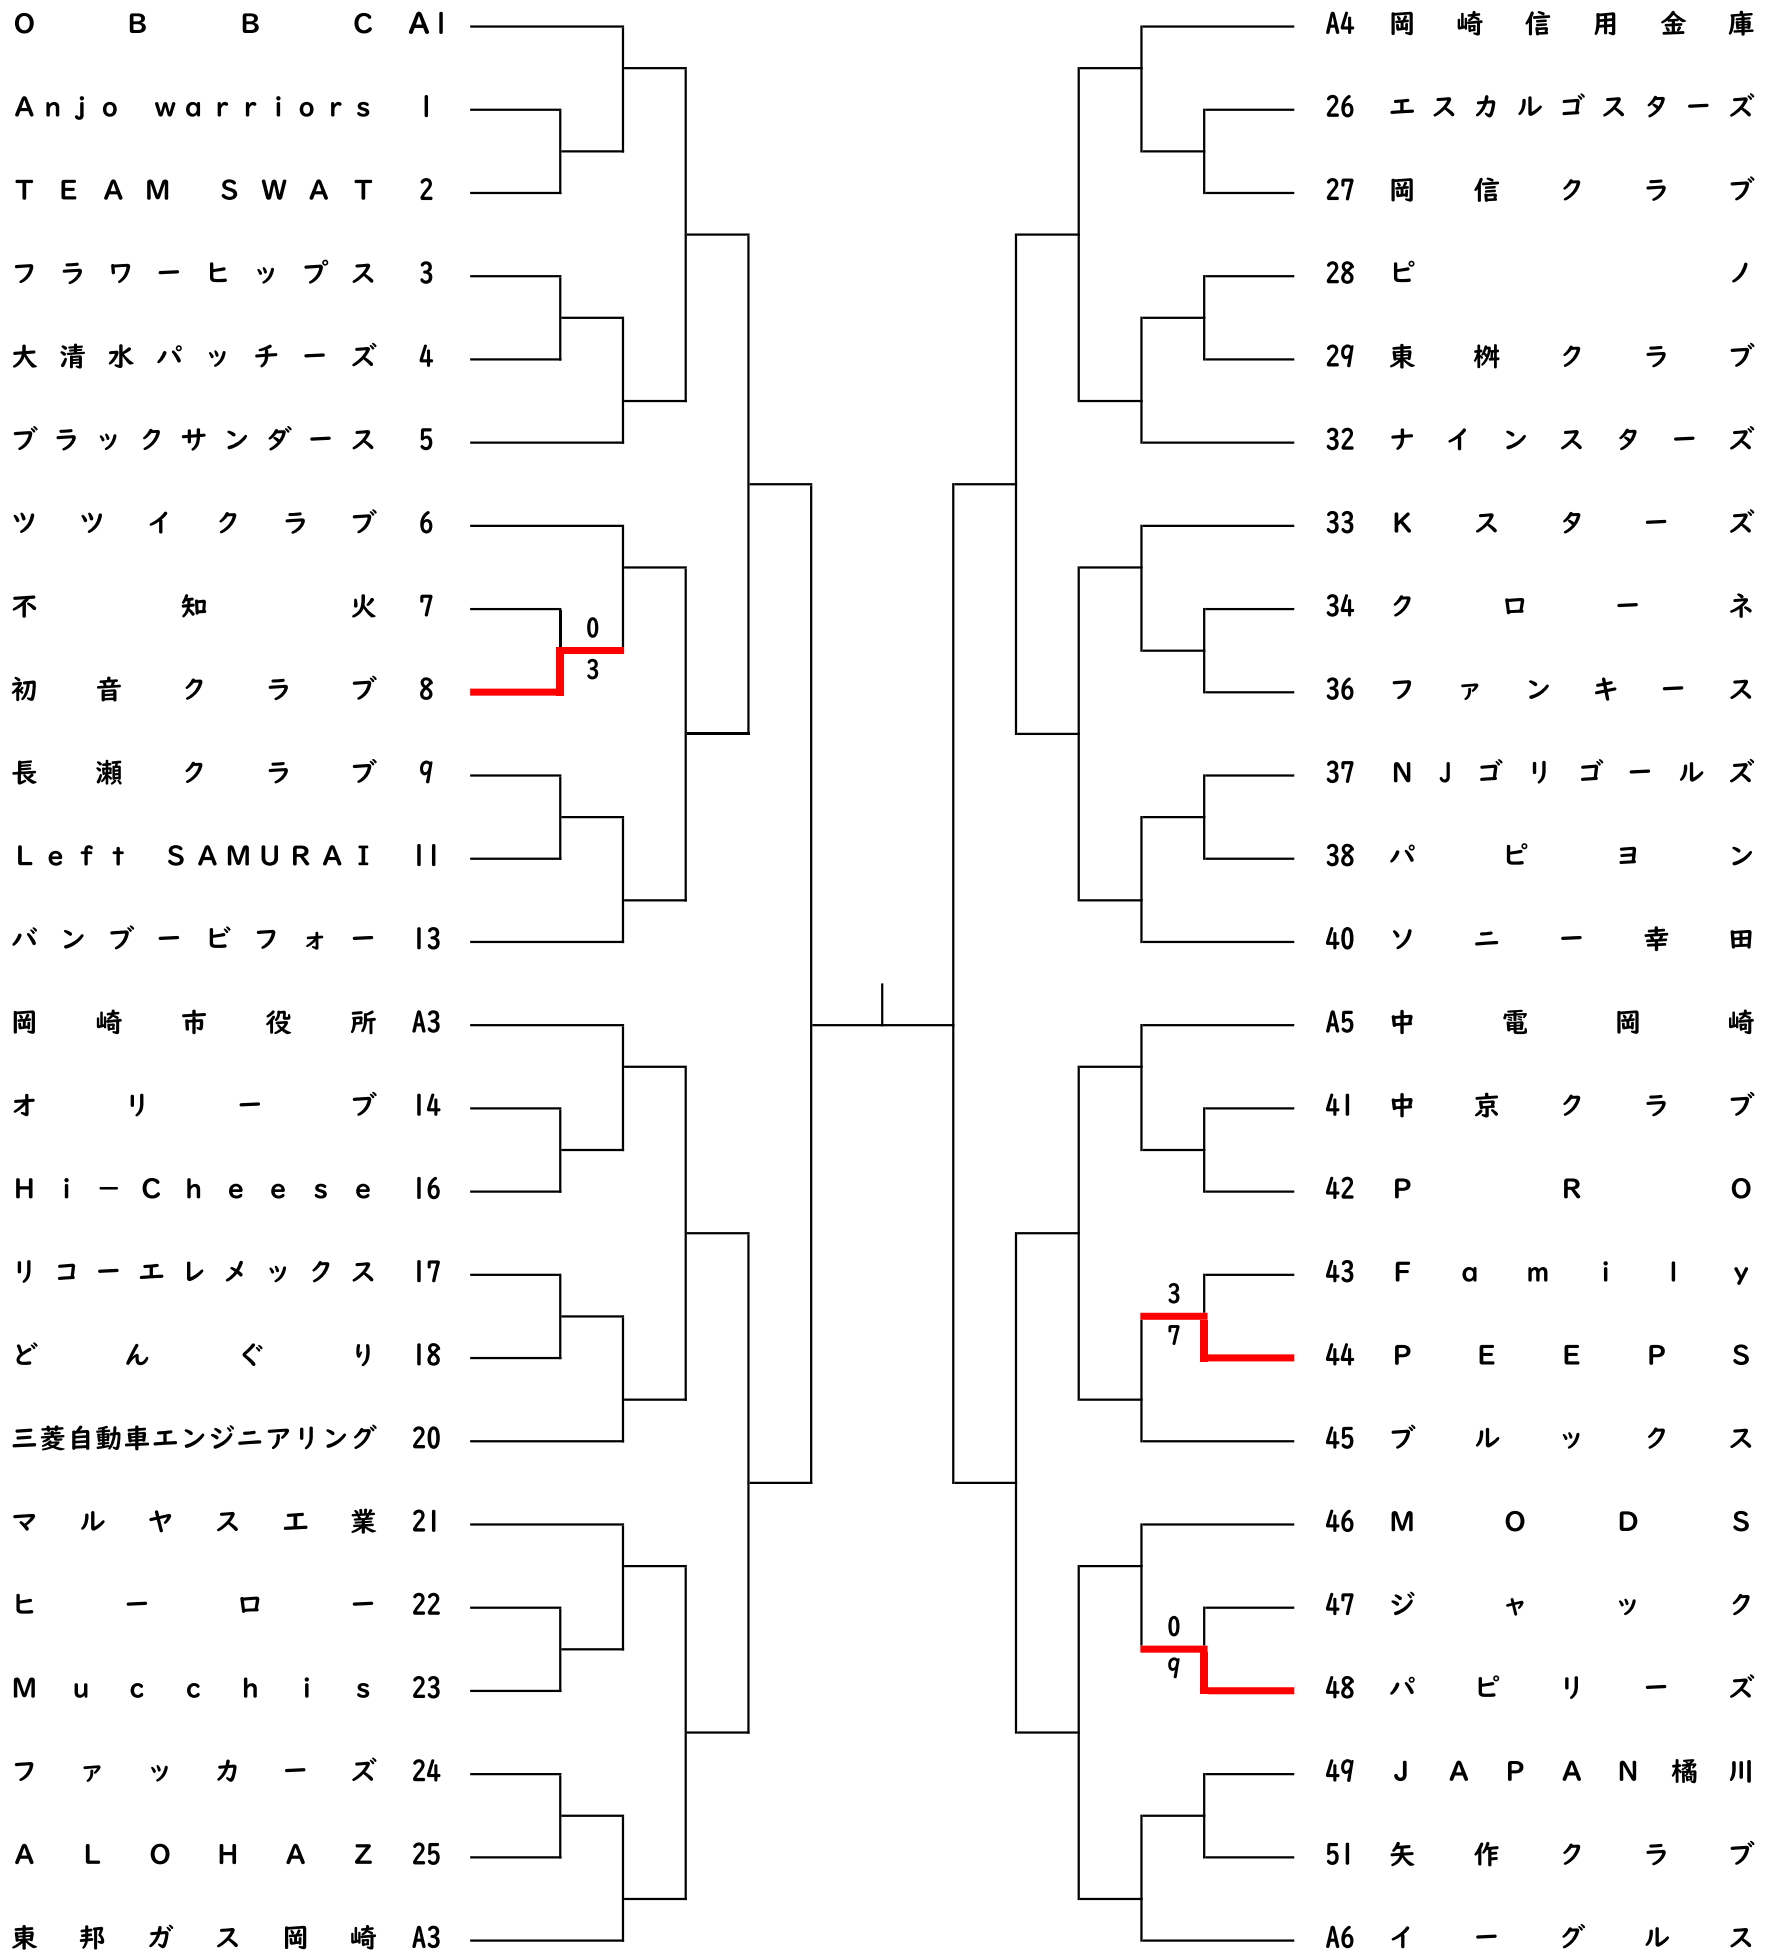 OBBC A1
Anjo warriors 1
TEAM SWAT 2
フラワーヒップス 3
大清水パッチーズ 4
ブラックサンダース 5
ツツイクラブ 6
不知火 7
0
3
初音クラブ 8
長瀬クラブ 9
Left SAMURAI 11
バンブービフォー 13
岡崎市役所 A3
オリーブ 14
Hi-Cheese 16
リコーエレメックス 17
どんぐり 18
三菱自動車エンジニアリング 20
マルヤス工業 21
ヒーロー 22
Mucchis 23
ファッカーズ 24
ALOHAZ 25
東邦ガス岡崎 A3
A4 岡崎信用金庫
26 エスカルゴスターズ
27 岡信クラブ
28 ピノ
29 東桝クラブ
32 ナインスターズ
33 Kスターズ
34 クローネ
36 ファンキース
37 NJゴリゴールズ
38 パピヨン
40 ソニー幸田
A5 中電岡崎
41 中京クラブ
42 PRO
43 Family
3
7
44 PEEPS
45 ブルックス
46 MODS
47 ジャック
0
9
48 パピリーズ
49 JAPAN橘川
51 矢作クラブ
A6 イーグルス